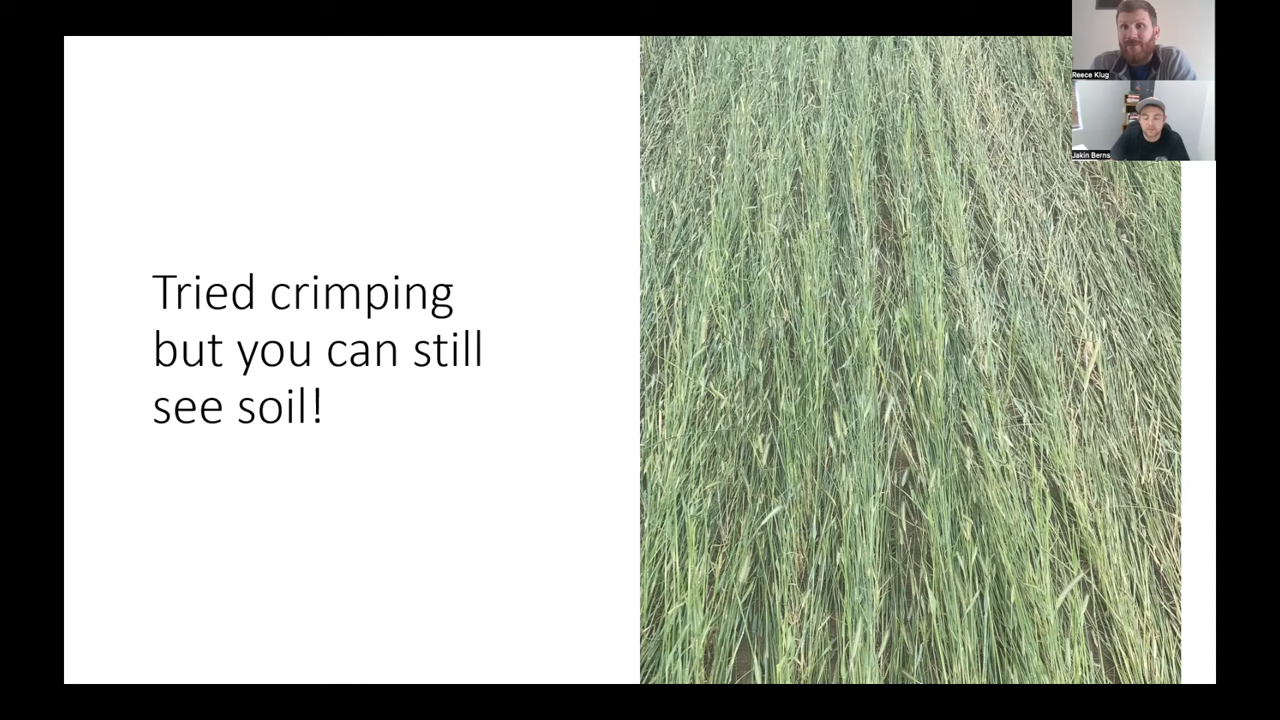 Tried crimping
but you can still
see soil!
Reece Klug
Jakin Berns